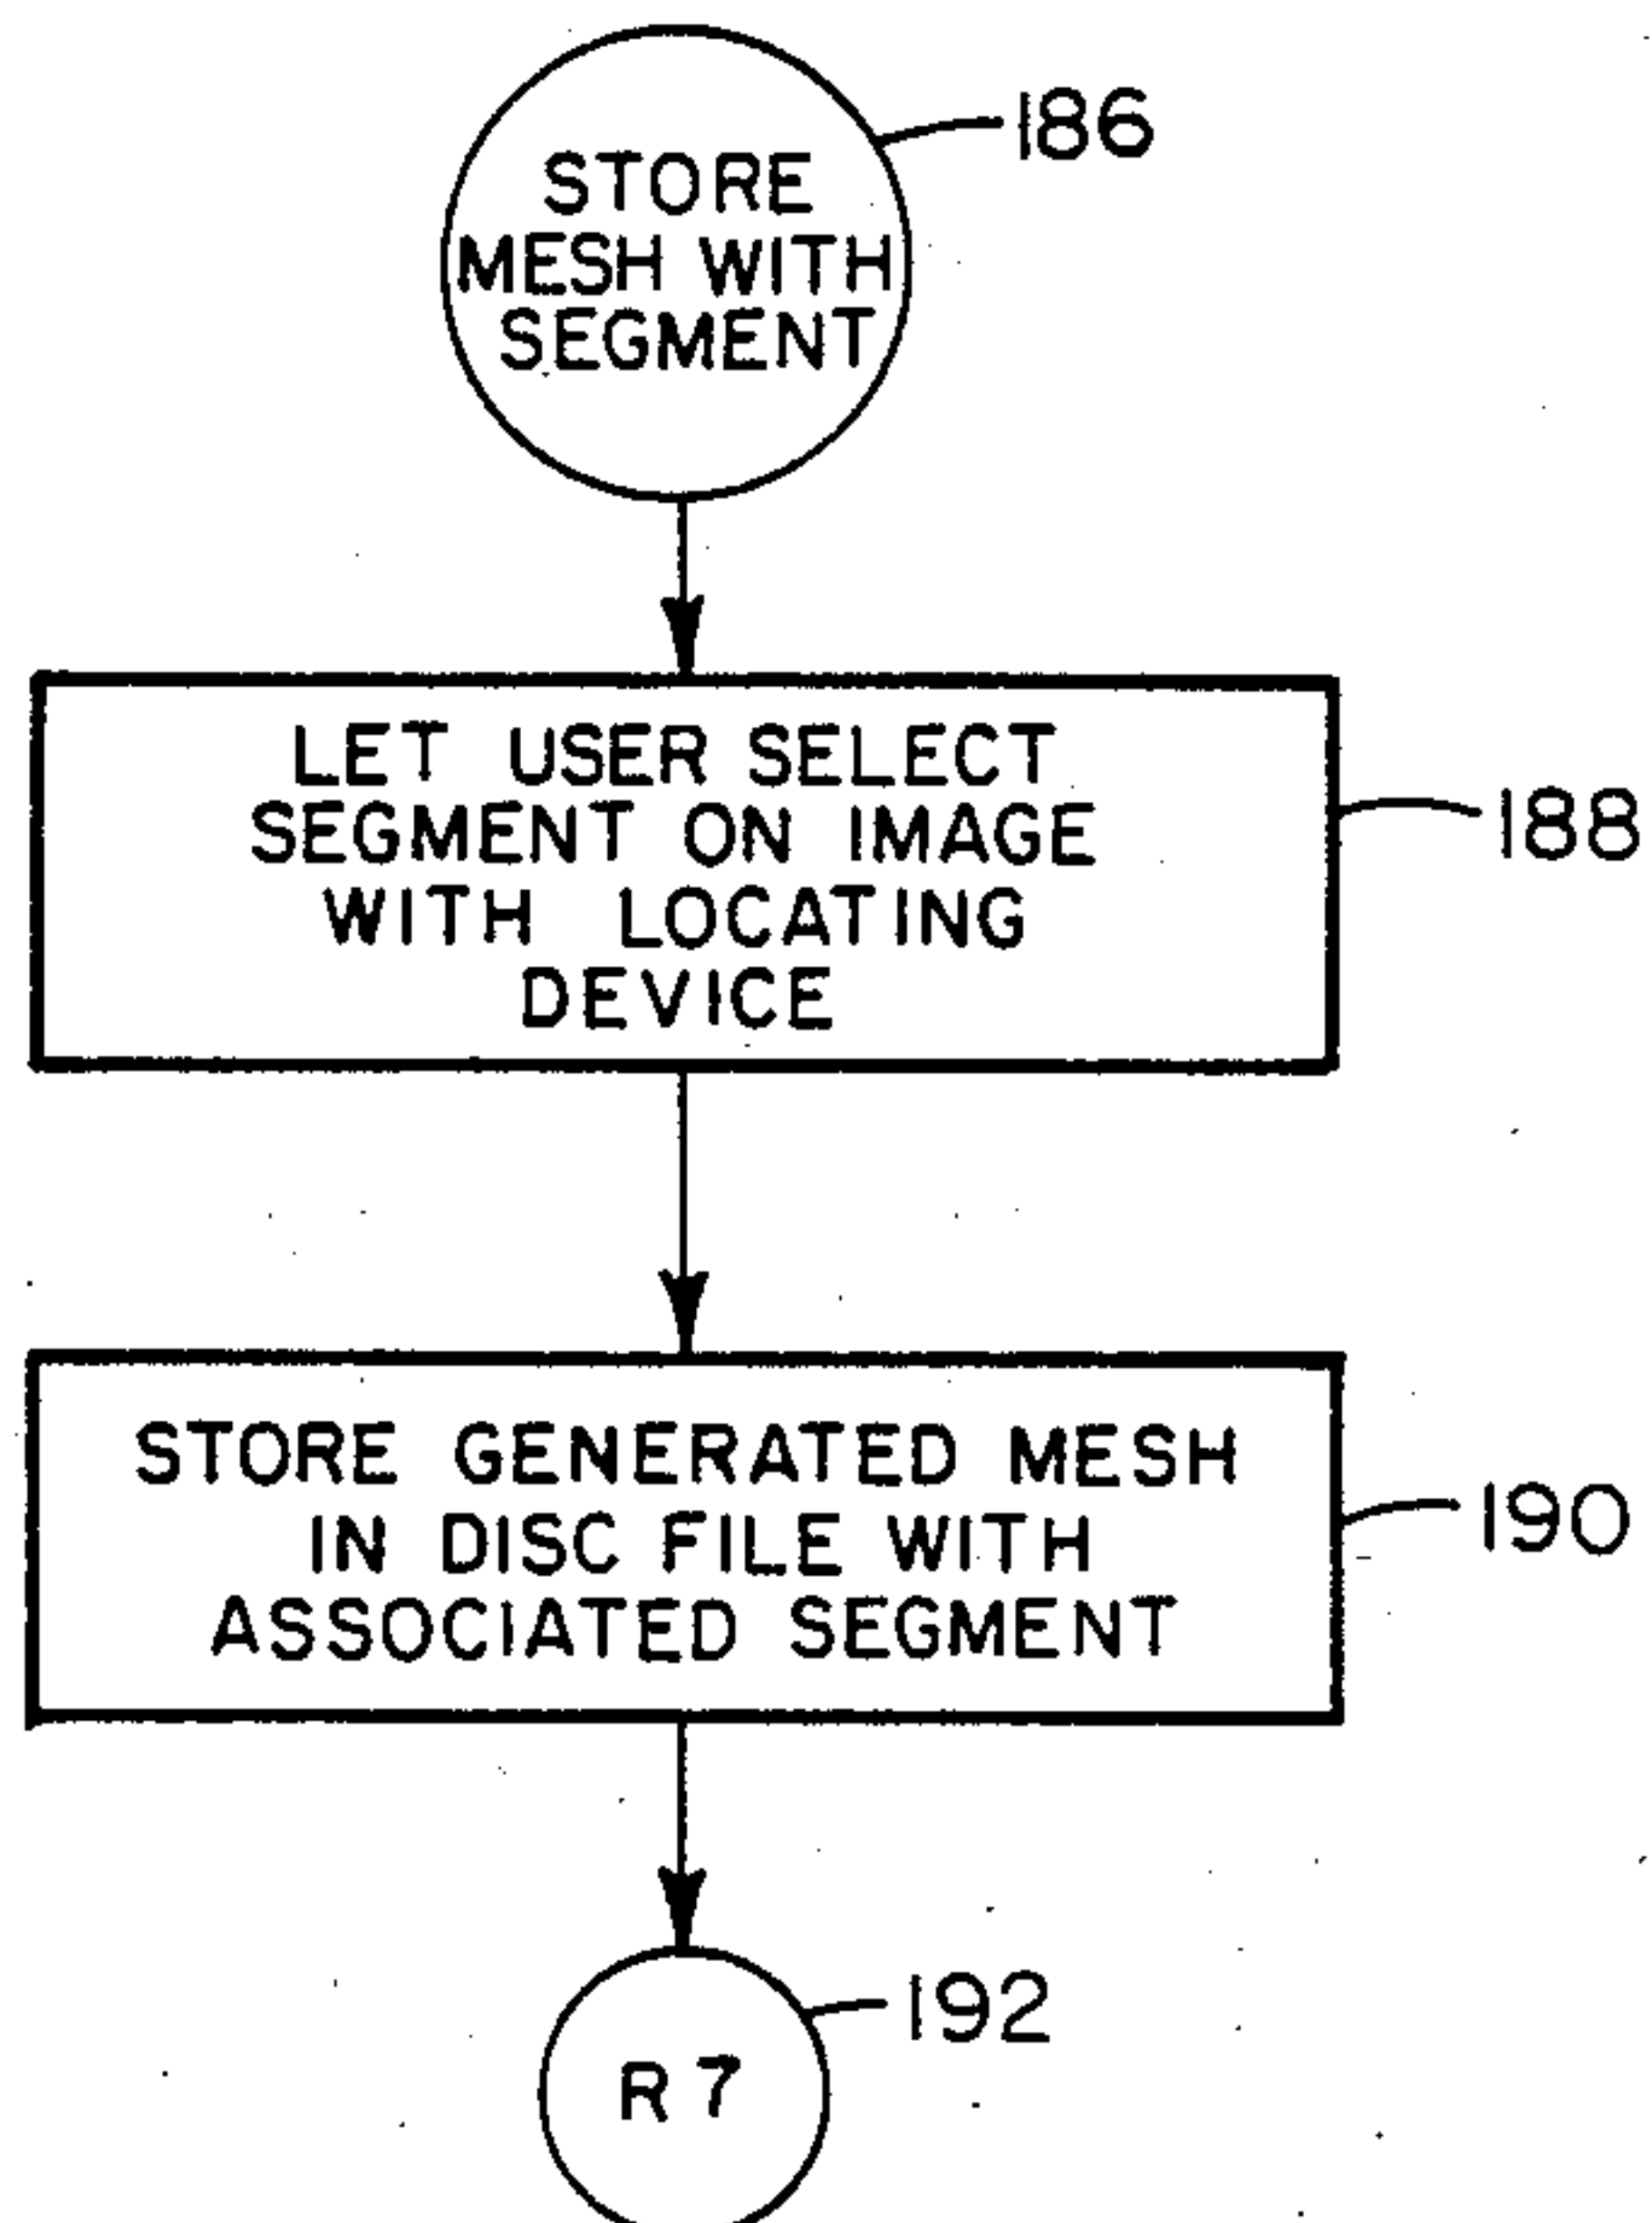 STORE
MESH WITH
SEGMENT
186
LET USER SELECT
SEGMENT ON IMAGE
WITH LOCATING
DEVICE
188
STORE GENERATED MESH
IN DISC FILE WITH
ASSOCIATED SEGMENT
190
R7
192